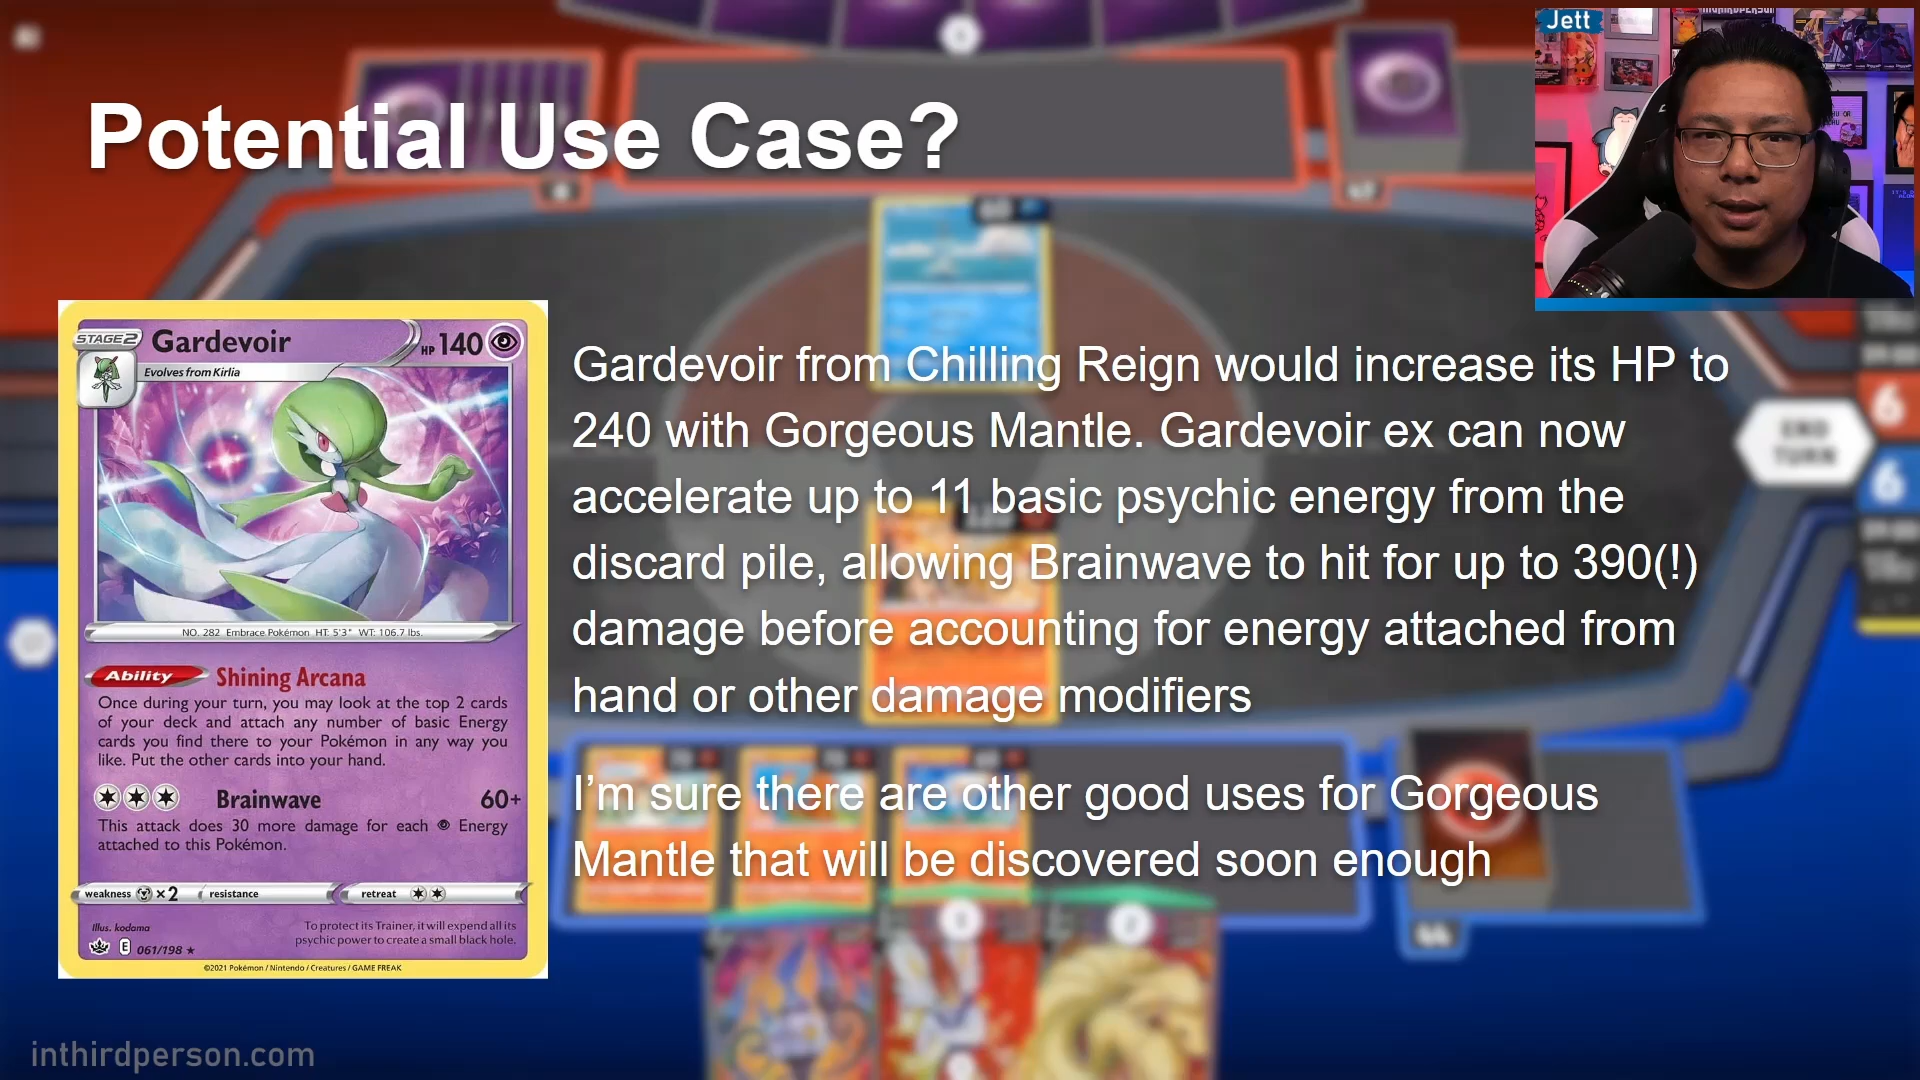 Jett
Potential Use Case?
STAGE2
Gardevoir
HP 140
Evolves from Kirlia
NO. 282 Embrace Pokémon HT: 5'3" WT: 106.7 lbs.
Ability Shining Arcana
Once during your turn, you may look at the top 2 cards
of your deck and attach any number of basic Energy
cards you find there to your Pokémon in any way you
like. Put the other cards into your hand.
Brainwave 60+
This attack does 30 more damage for each Energy
attached to this Pokémon.
weakness ×2 resistance retreat
Illus. kodama
To protect its Trainer, it will expend all its
psychic power to create a small black hole.
E 061/198 ★
©2021 Pokémon / Nintendo / Creatures / GAME FREAK
Gardevoir from Chilling Reign would increase its HP to
240 with Gorgeous Mantle. Gardevoir ex can now
accelerate up to 11 basic psychic energy from the
discard pile, allowing Brainwave to hit for up to 390(!)
damage before accounting for energy attached from
hand or other damage modifiers
I’m sure there are other good uses for Gorgeous
Mantle that will be discovered soon enough
END
TURN
6
6
inthirdperson.com